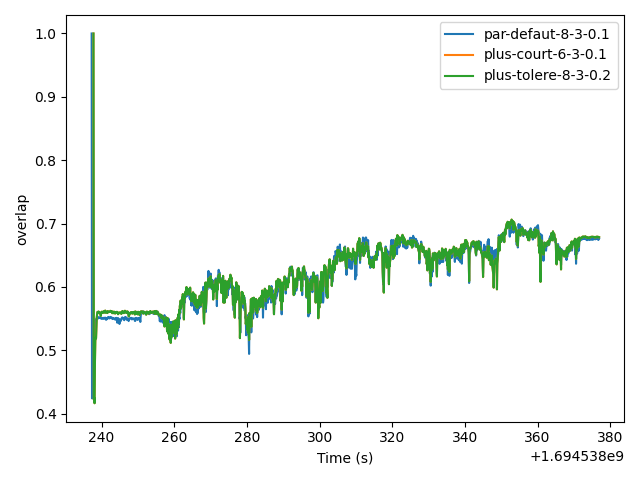 par-defaut-8-3-0.1
plus-court-6-3-0.1
plus-tolere-8-3-0.2
1.0
0.9
0.8
0.7
0.6
0.5
0.4
overlap
240 260 280 300 320 340 360 380
Time (s)
+1.694538e9